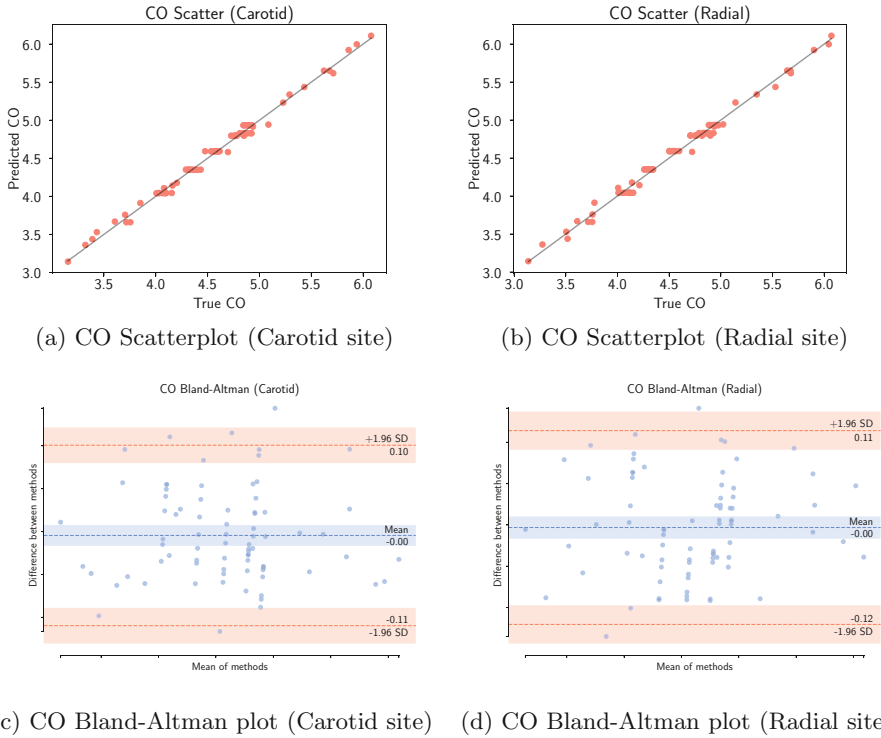 CO Scatter (Carotid)
Predicted CO
6.0
5.5
5.0
4.5
4.0
3.5
3.0
3.5 4.0 4.5 5.0 5.5 6.0
True CO
(a) CO Scatterplot (Carotid site)
CO Scatter (Radial)
Predicted CO
6.0
5.5
5.0
4.5
4.0
3.5
3.0
3.0 3.5 4.0 4.5 5.0 5.5 6.0
True CO
(b) CO Scatterplot (Radial site)
CO Bland-Altman (Carotid)
Difference between methods
+1.96 SD
0.10
Mean
-0.00
-0.11
-1.96 SD
Mean of methods
c) CO Bland-Altman plot (Carotid site)
CO Bland-Altman (Radial)
Difference between methods
+1.96 SD
0.11
Mean
-0.00
-0.12
-1.96 SD
Mean of methods
(d) CO Bland-Altman plot (Radial site